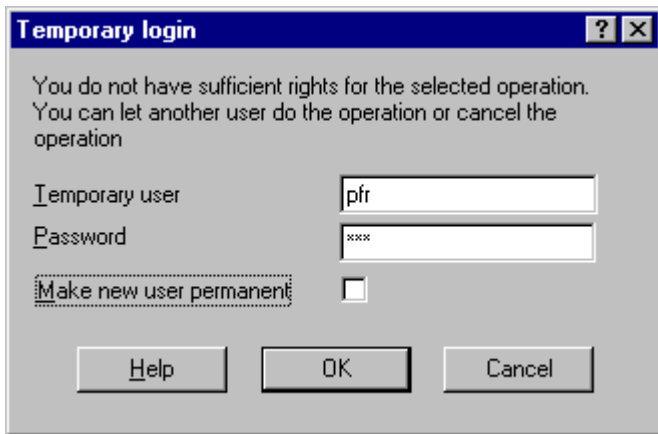 Temporary login
You do not have sufficient rights for the selected operation.
You can let another user do the operation or cancel the
operation
Temporary user pfr
Password ***
Make new user permanent
Help OK Cancel